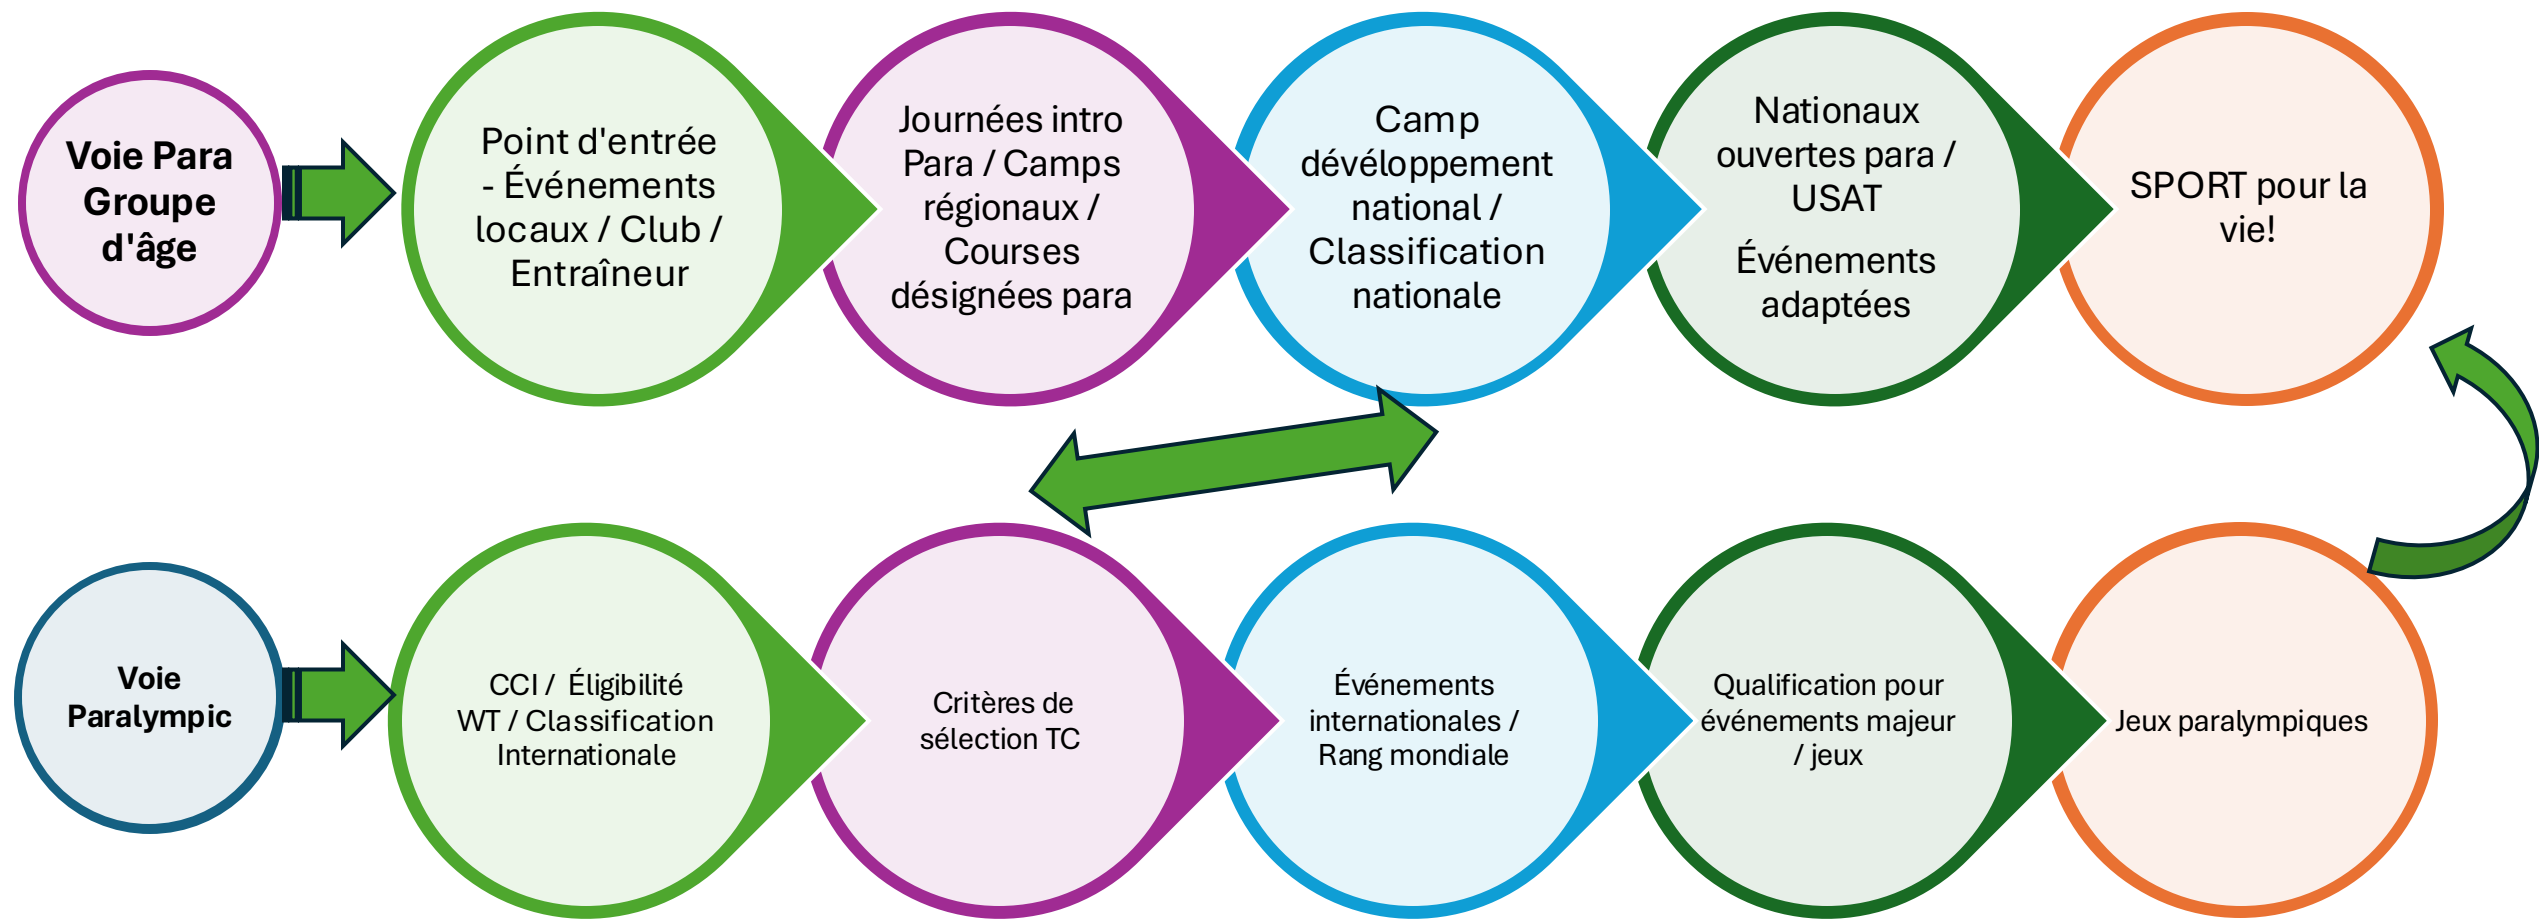 Voie Para
Groupe
d'âge
Point d'entrée
- Événements
locaux / Club /
Entraîneur
Journées intro
Para / Camps
régionaux /
Courses
désignées para
Camp
dévéloppement
national /
Classification
nationale
Nationaux
ouvertes para /
USAT
Événements
adaptées
SPORT pour la
vie!
Voie
Paralympic
CCI / Éligibilité
WT / Classification
Internationale
Critères de
sélection TC
Événements
internationales /
Rang mondiale
Qualification pour
événements majeur
/ jeux
Jeux paralympiques